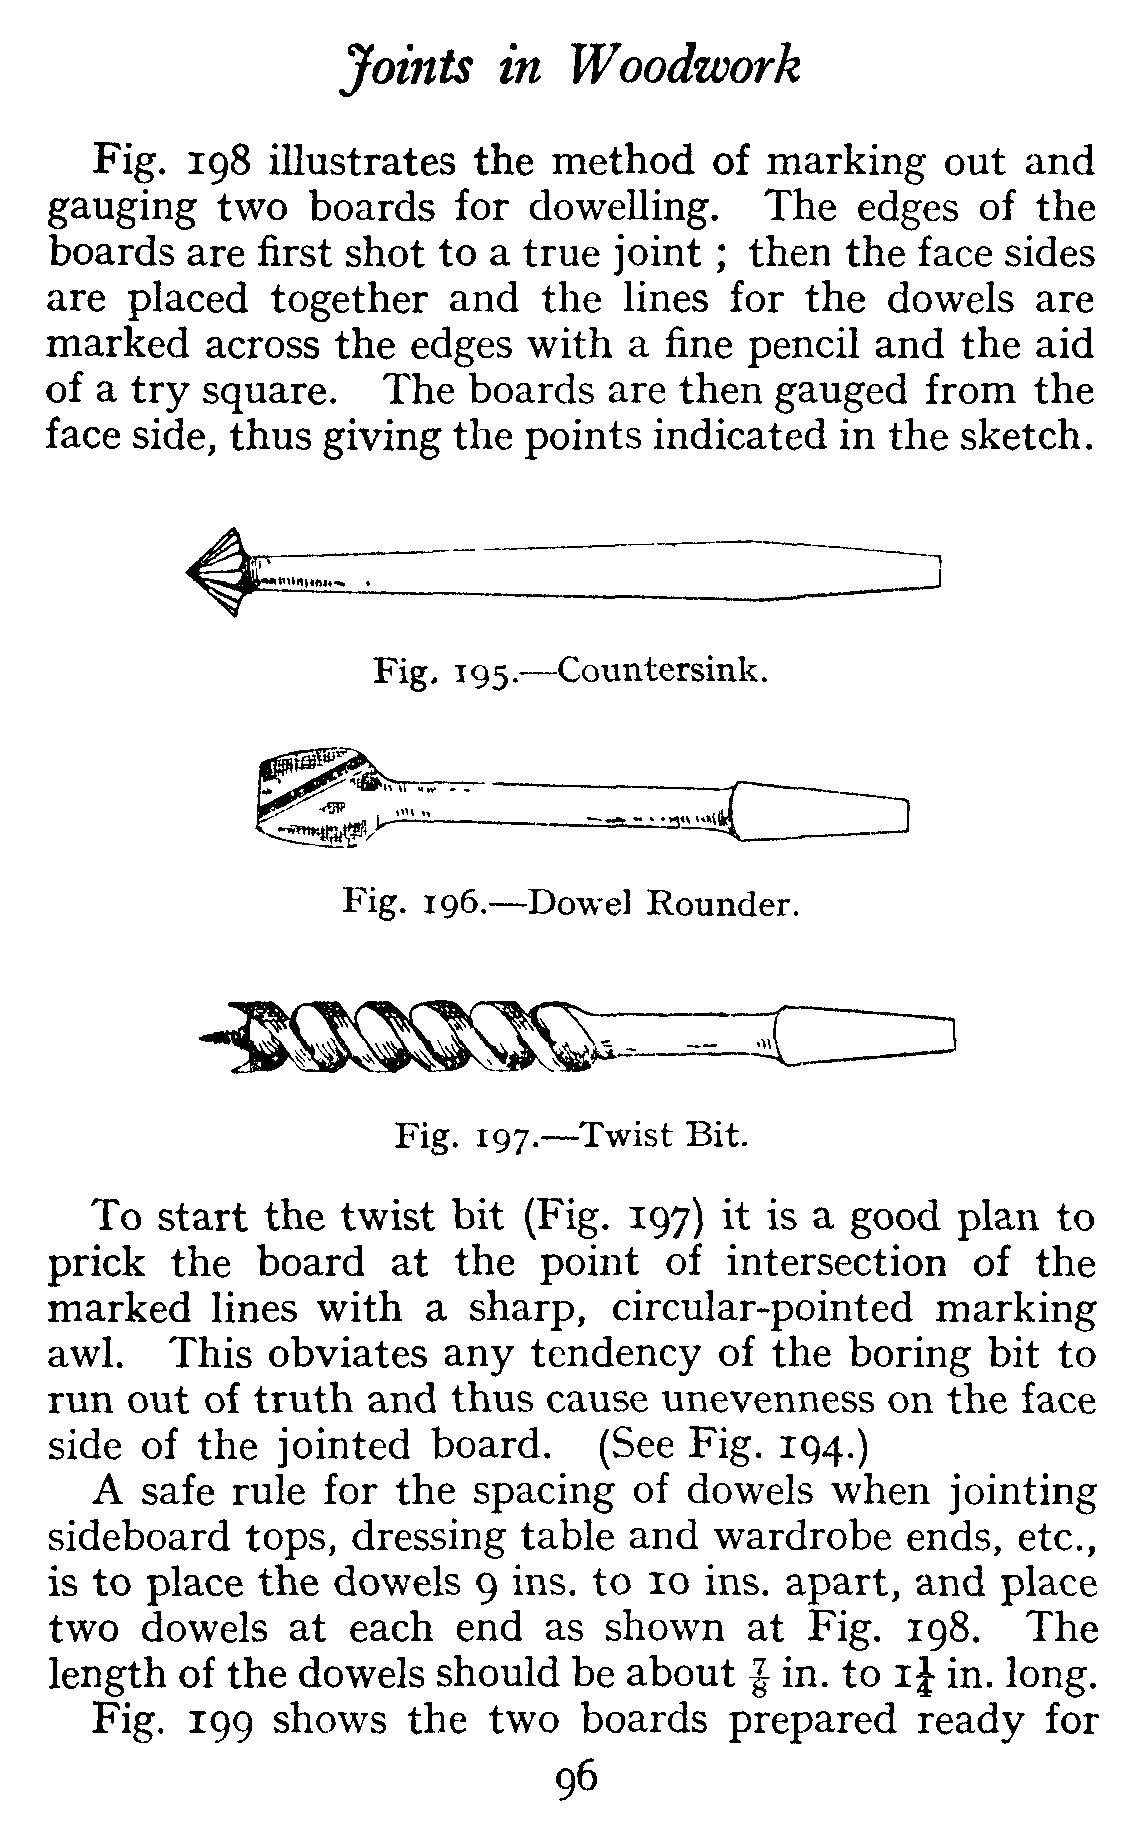 Joints in Woodwork
Fig. 198 illustrates the method of marking out and
gauging two boards for dowelling. The edges of the
boards are first shot to a true joint ; then the face sides
are placed together and the lines for the dowels are
marked across the edges with a fine pencil and the aid
of a try square. The boards are then gauged from the
face side, thus giving the points indicated in the sketch.
Fig. 195.—Countersink.
Fig. 196.—Dowel Rounder.
Fig. 197.—Twist Bit.
To start the twist bit (Fig. 197) it is a good plan to
prick the board at the point of intersection of the
marked lines with a sharp, circular-pointed marking
awl. This obviates any tendency of the boring bit to
run out of truth and thus cause unevenness on the face
side of the jointed board. (See Fig. 194.)
A safe rule for the spacing of dowels when jointing
sideboard tops, dressing table and wardrobe ends, etc.,
is to place the dowels 9 ins. to 10 ins. apart, and place
two dowels at each end as shown at Fig. 198. The
length of the dowels should be about ⅞ in. to 1¼ in. long.
Fig. 199 shows the two boards prepared ready for
96